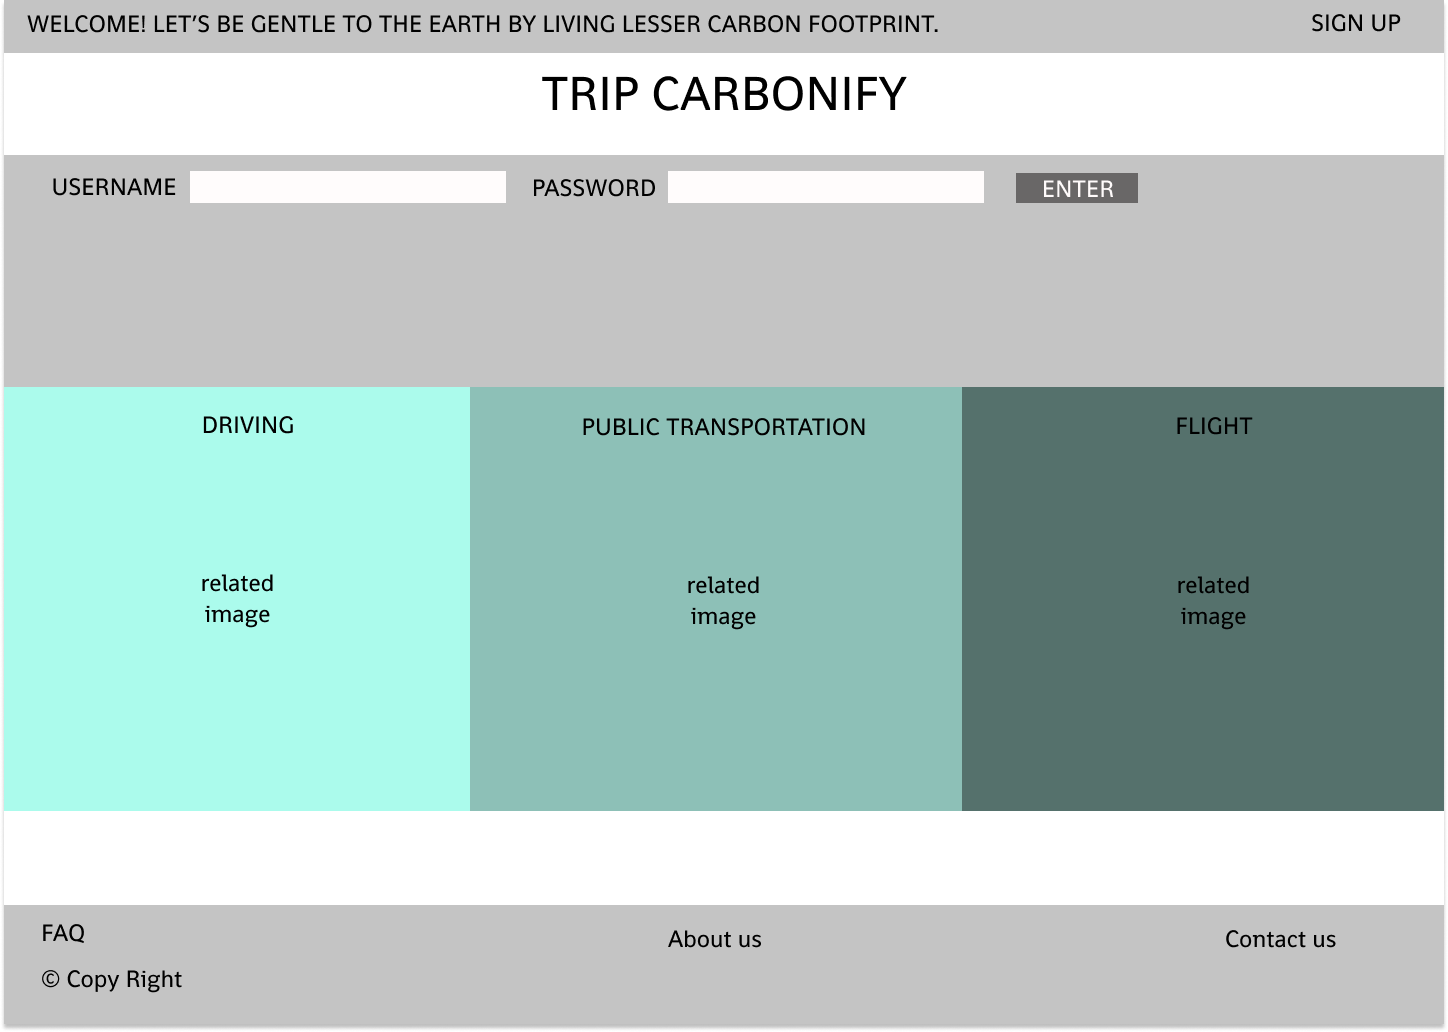 WELCOME! LET’S BE GENTLE TO THE EARTH BY LIVING LESSER CARBON FOOTPRINT.
SIGN UP
TRIP CARBONIFY
USERNAME
PASSWORD
ENTER
DRIVING
related
image
PUBLIC TRANSPORTATION
related
image
FLIGHT
related
image
FAQ
© Copy Right
About us
Contact us